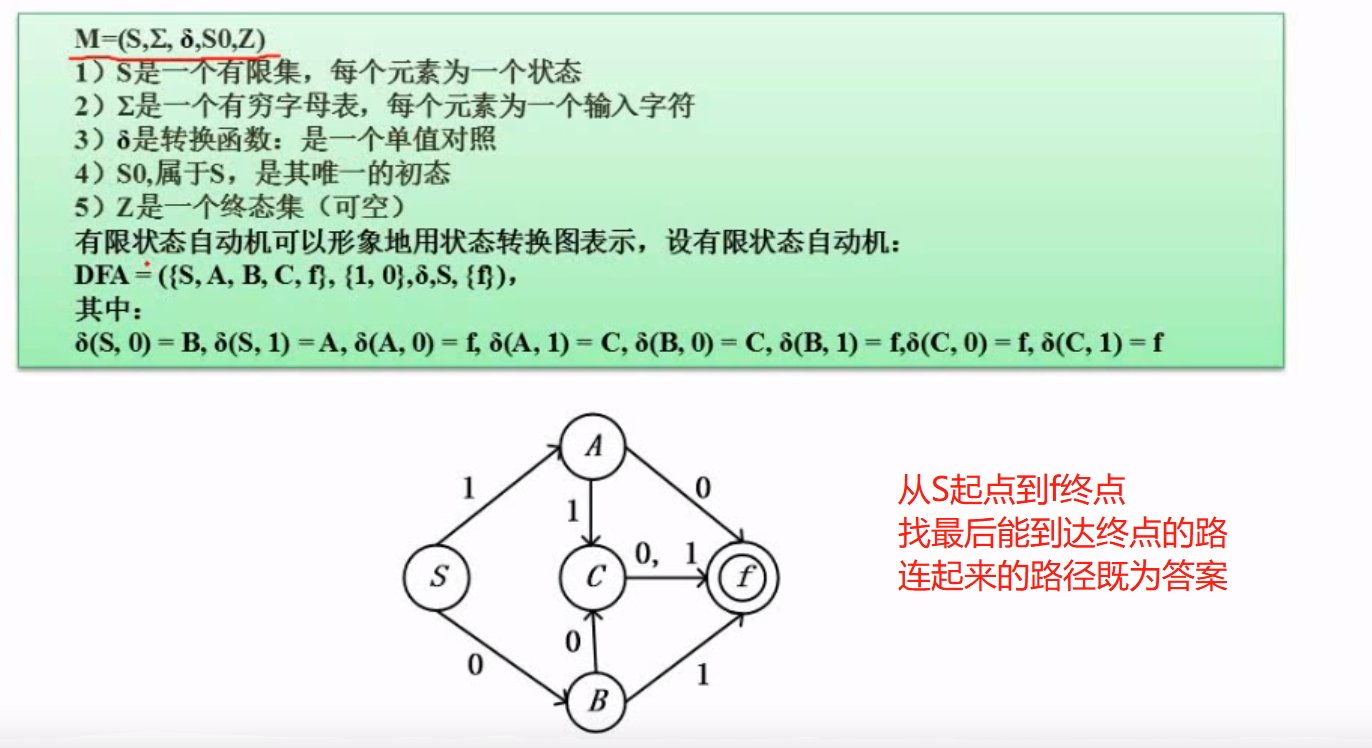 M=(S,Σ, δ,S0,Z)
1）S是一个有限集，每个元素为一个状态
2）Σ是一个有穷字母表，每个元素为一个输入字符
3）δ是转换函数：是一个单值对照
4）S0,属于S，是其唯一的初态
5）Z是一个终态集（可空）
有限状态自动机可以形象地用状态转换图表示，设有限状态自动机：
DFA = ({S, A, B, C, f}, {1, 0},δ,S, {f})，
其中：
δ(S, 0) = B, δ(S, 1) = A, δ(A, 0) = f, δ(A, 1) = C, δ(B, 0) = C, δ(B, 1) = f,δ(C, 0) = f, δ(C, 1) = f
A
1
0
1
从S起点到f终点
找最后能到达终点的路
连起来的路径既为答案
S
C
0, 1
f
0
0
1
B